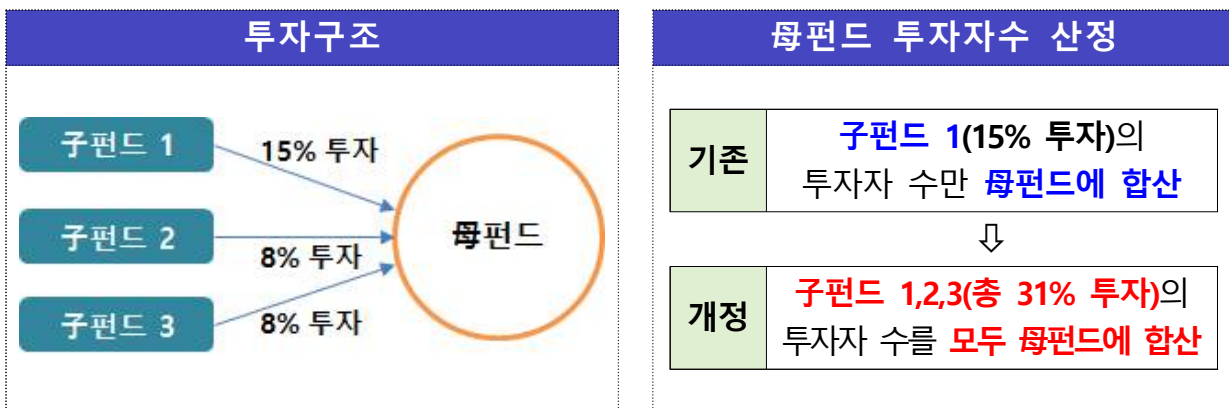 투자구조
子펀드 1
15% 투자
子펀드 2
8% 투자
子펀드 3
8% 투자
母펀드
母펀드 투자자수 산정
기존
子펀드 1(15% 투자)의
투자자 수만 母펀드에 합산
⇩
개정
子펀드 1,2,3(총 31% 투자)의
투자자 수를 모두 母펀드에 합산